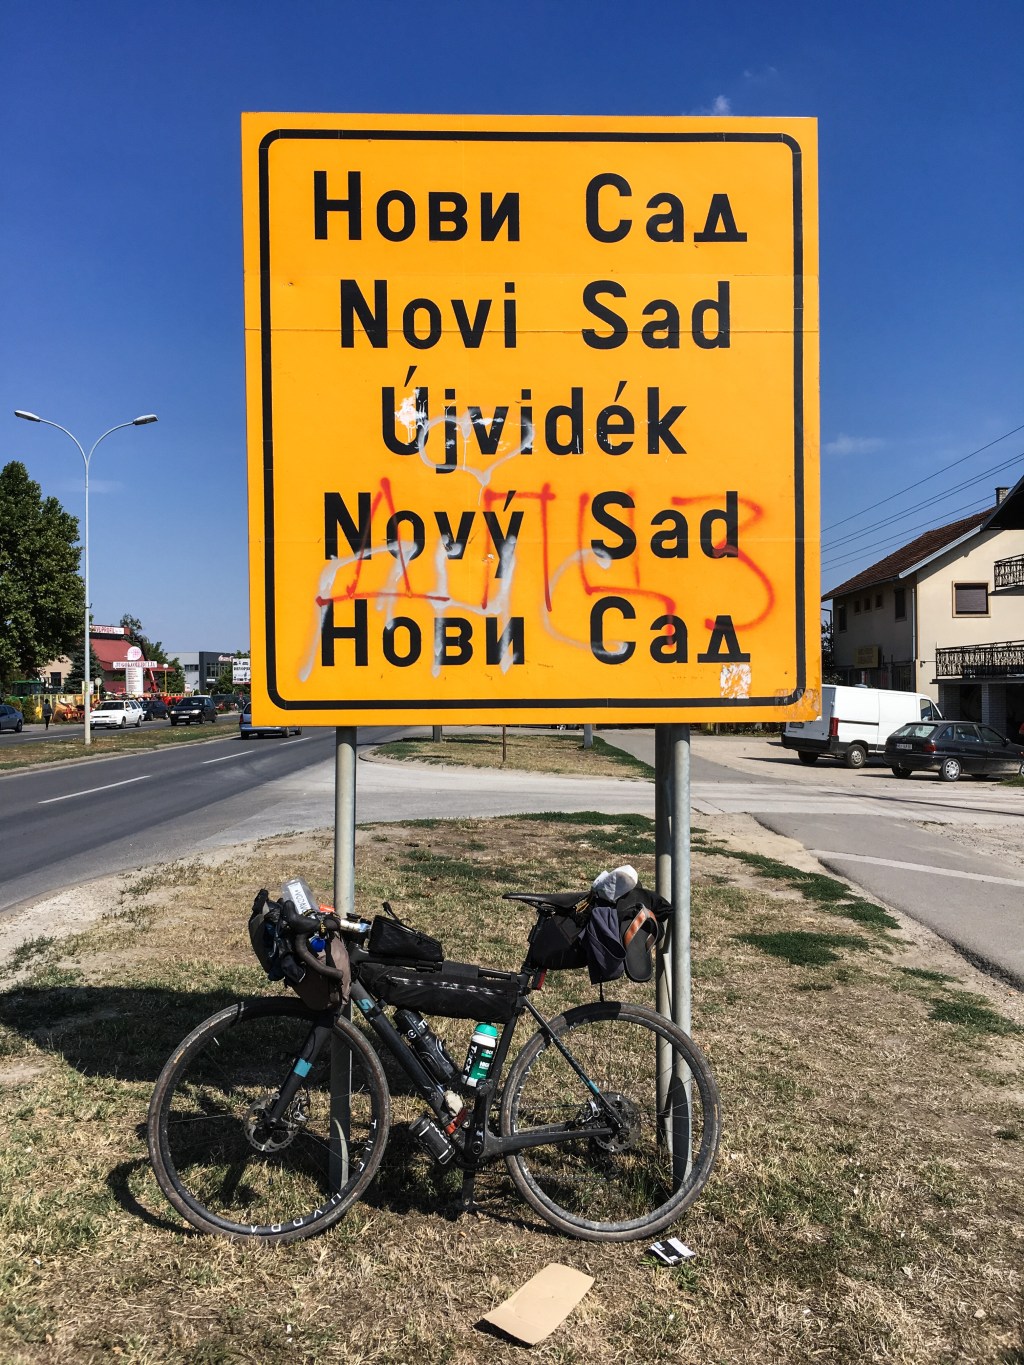 Нови Сад
Novi Sad
Újvidék
Nový Sad
Нови Сад